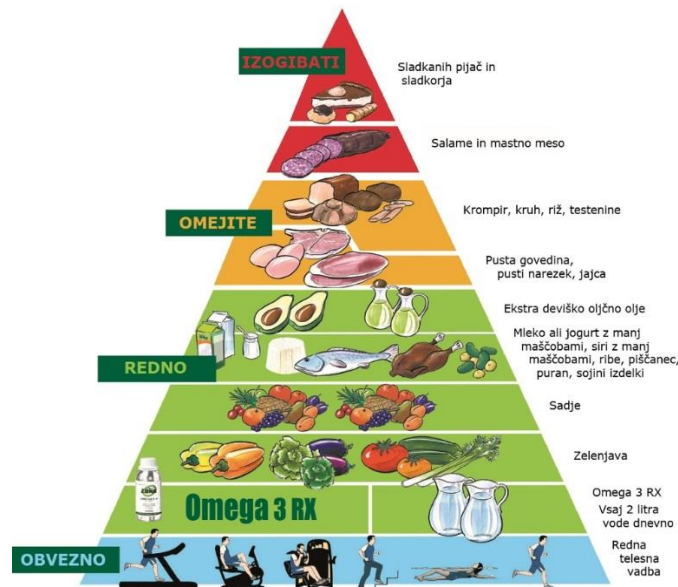 IZOGIBATI
Sladkanih pijač in
sladkorja
Salame in mastno meso
Krompir, kruh, riž, testenine
OMEJITE
Pusta govedina,
pusti narezek, jajca
Ekstra deviško oljčno olje
Mleko ali jogurt z manj
maščobami, siri z manj
maščobami, ribe, piščanec,
puran, sojini izdelki
REDNO
Sadje
Zelenjava
Omega 3 RX
Omega 3 RX
Vsaj 2 litra
vode dnevno
OBVEZNO
Redna
telesna
vadba